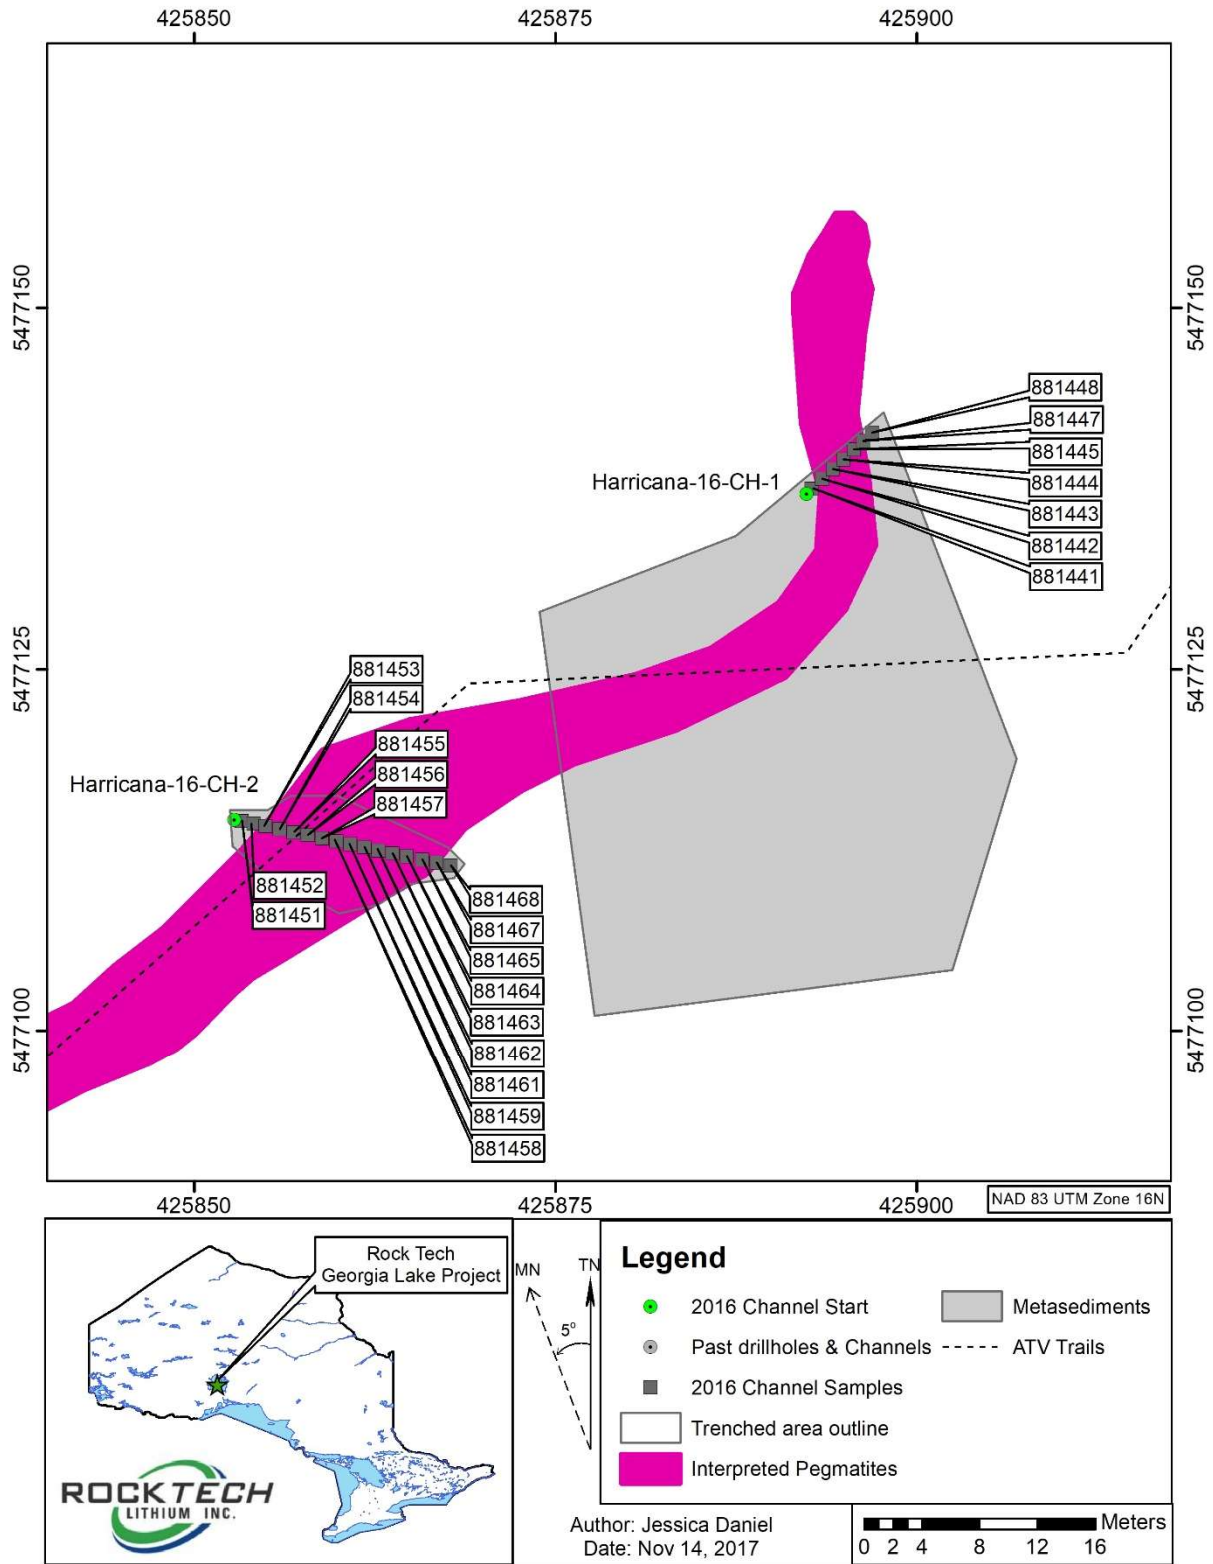 425850
425875
425900
5477150
5477150
881448
881447
881445
881444
881443
881442
881441
Harricana-16-CH-1
5477125
5477125
881453
881454
881455
881456
881457
Harricana-16-CH-2
881452
881451
881468
881467
881465
881464
881463
881462
881461
881459
881458
5477100
5477100
425850
425875
425900
NAD 83 UTM Zone 16N
Rock Tech
Georgia Lake Project
ROCKTECH
LITHIUM INC.
MN
TN
5°
Legend
2016 Channel Start
Metasediments
Past drillholes & Channels
ATV Trails
2016 Channel Samples
Trenched area outline
Interpreted Pegmatites
Author: Jessica Daniel
Date: Nov 14, 2017
Meters
0 2 4 8 12 16